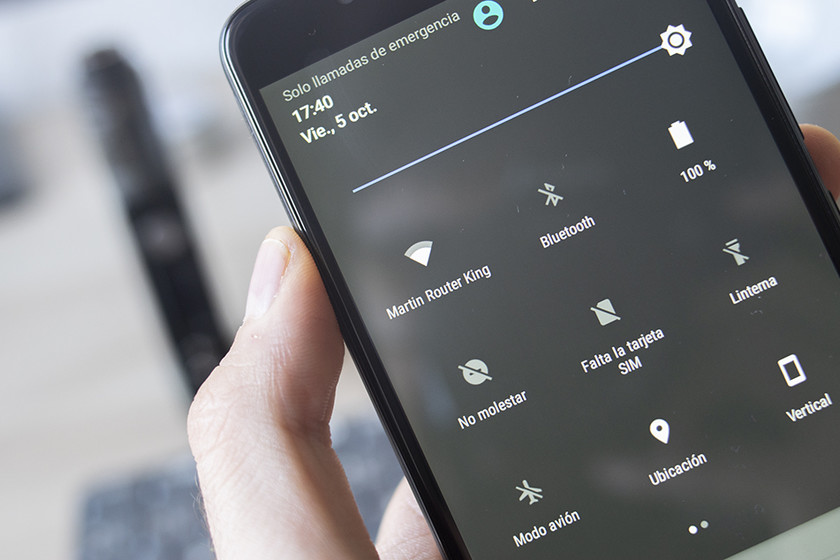 Solo llamadas de emergencia
17:40
Vie., 5 oct.
Martin Router King
Bluetooth
100 %
No molestar
Falta la tarjeta
SIM
Linterna
Modo avión
Ubicación
Vertical